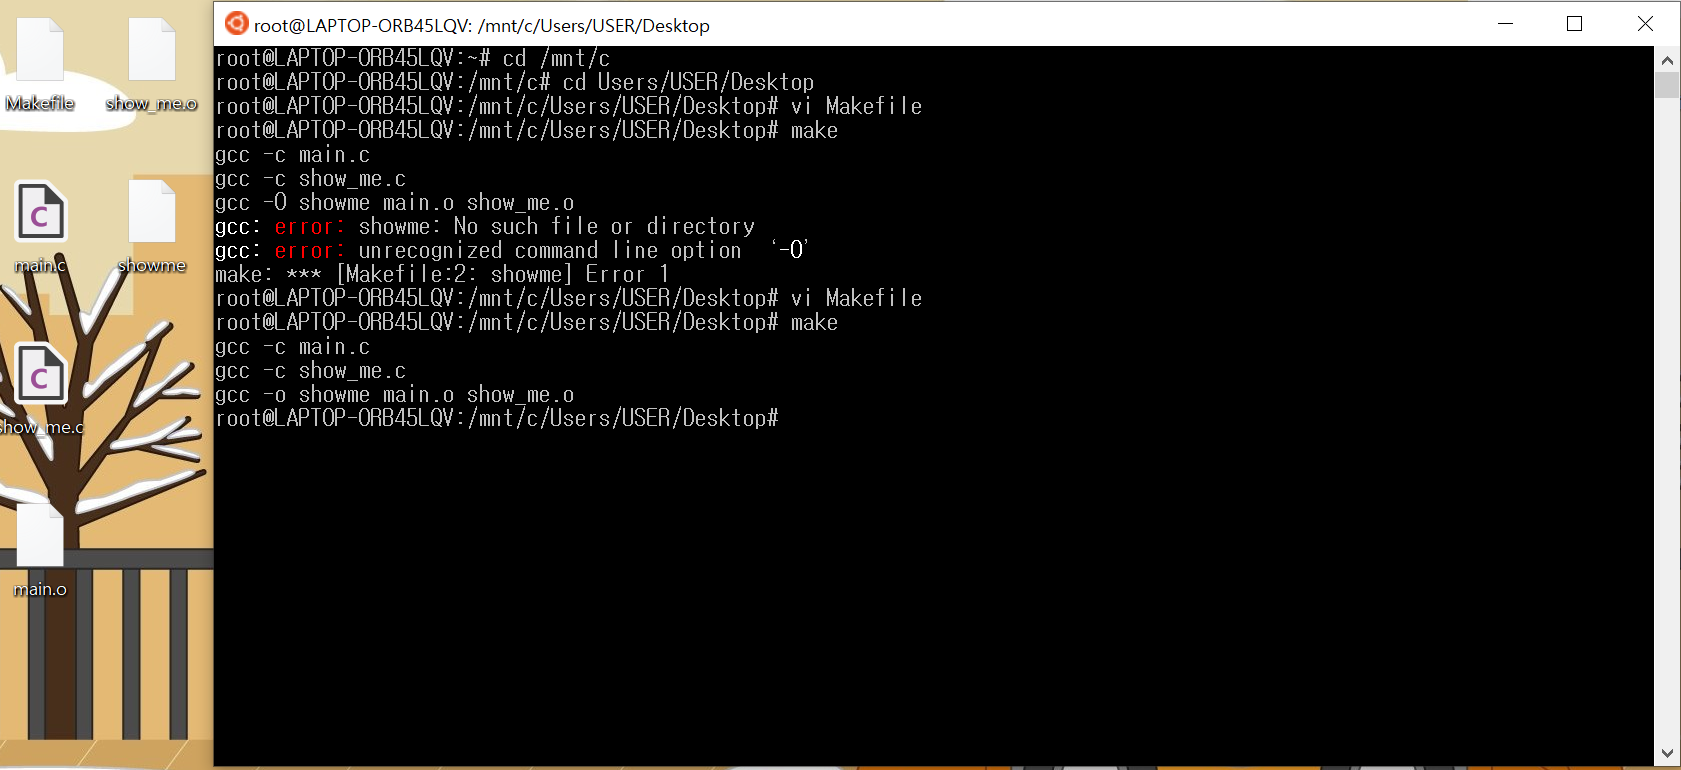 Makefile
show_me.o
main.c
showme
show_me.c
main.o
root@LAPTOP-ORB45LQV: /mnt/c/Users/USER/Desktop
root@LAPTOP-ORB45LQV:~# cd /mnt/c
root@LAPTOP-ORB45LQV:/mnt/c# cd Users/USER/Desktop
root@LAPTOP-ORB45LQV:/mnt/c/Users/USER/Desktop# vi Makefile
root@LAPTOP-ORB45LQV:/mnt/c/Users/USER/Desktop# make
gcc -c main.c
gcc -c show_me.c
gcc -O showme main.o show_me.o
gcc: error: showme: No such file or directory
gcc: error: unrecognized command line option ‘-O’
make: *** [Makefile:2: showme] Error 1
root@LAPTOP-ORB45LQV:/mnt/c/Users/USER/Desktop# vi Makefile
root@LAPTOP-ORB45LQV:/mnt/c/Users/USER/Desktop# make
gcc -c main.c
gcc -c show_me.c
gcc -o showme main.o show_me.o
root@LAPTOP-ORB45LQV:/mnt/c/Users/USER/Desktop#